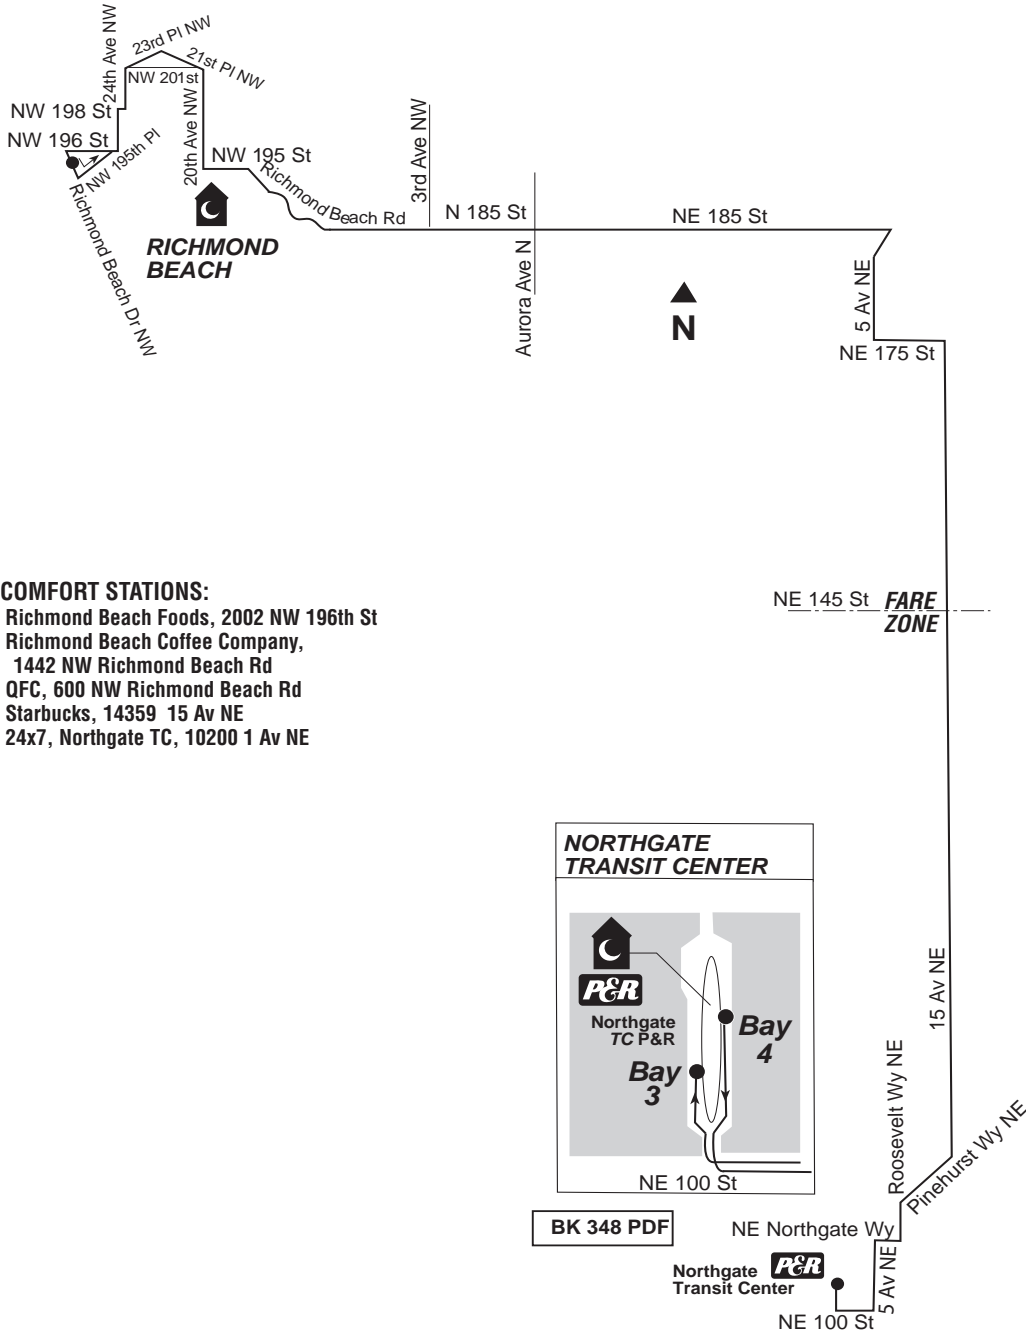 24th Ave NW
23rd Pl NW
21st Pl NW
NW 201st
NW 198 St
NW 196 St
NW 195th Pl
20th Ave NW
NW 195 St
Richmond Beach Rd
3rd Ave NW
N 185 St
NE 185 St
Richmond Beach Dr NW
RICHMOND
BEACH
Aurora Ave N
N
5 Av NE
NE 175 St
COMFORT STATIONS:
Richmond Beach Foods, 2002 NW 196th St
Richmond Beach Coffee Company,
1442 NW Richmond Beach Rd
QFC, 600 NW Richmond Beach Rd
Starbucks, 14359 15 Av NE
24x7, Northgate TC, 10200 1 Av NE
NE 145 St
FARE
ZONE
NORTHGATE
TRANSIT CENTER
P&R
Northgate
TC P&R
Bay
4
Bay
3
NE 100 St
15 Av NE
Roosevelt Wy NE
Pinehurst Wy NE
BK 348 PDF
NE Northgate Wy
P&R
Northgate
Transit Center
5 Av NE
NE 100 St